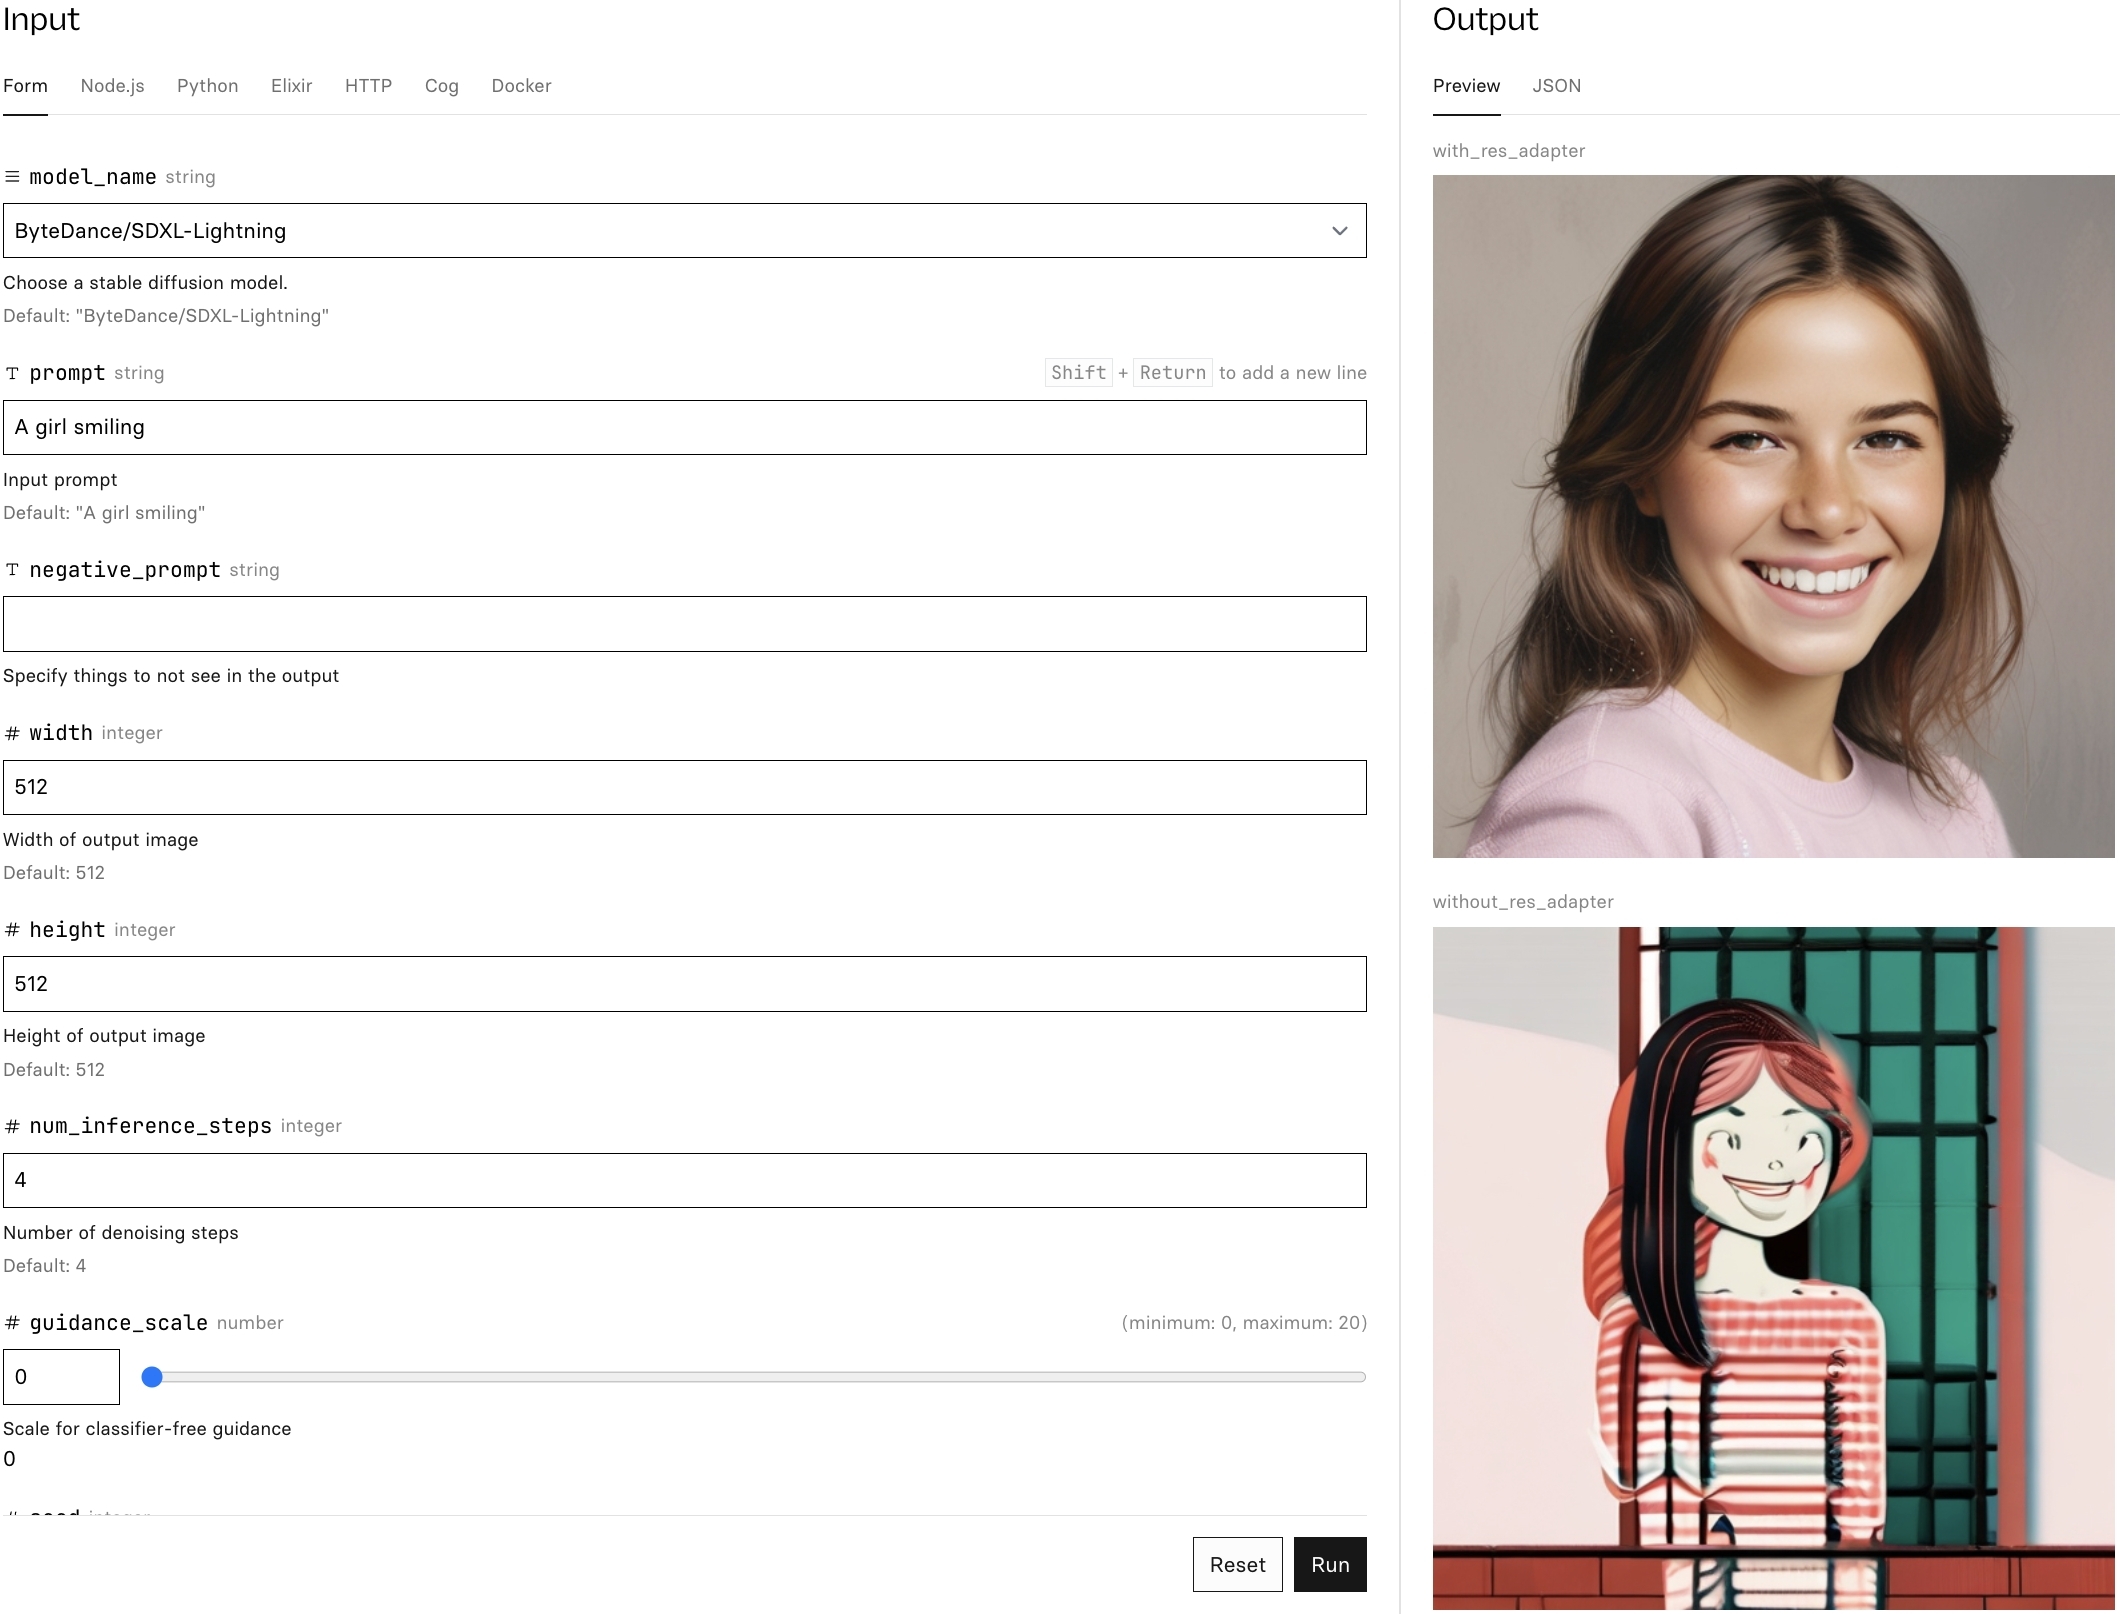 Input
Form Node.js Python Elixir HTTP Cog Docker
model_name string
ByteDance/SDXL-Lightning
Choose a stable diffusion model.
Default: "ByteDance/SDXL-Lightning"
T prompt string Shift + Return to add a new line
A girl smiling
Input prompt
Default: "A girl smiling"
T negative_prompt string
Specify things to not see in the output
# width integer
512
Width of output image
Default: 512
# height integer
512
Height of output image
Default: 512
# num_inference_steps integer
4
Number of denoising steps
Default: 4
# guidance_scale number (minimum: 0, maximum: 20)
0
Scale for classifier-free guidance
0
# seed integer
Reset Run
Output
Preview JSON
with_res_adapter
without_res_adapter